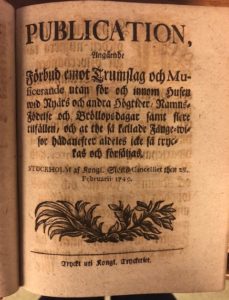 PUBLICATION,
Angående
Förbud emot Trumslag och Mu-
sicerande utan för och innom Husen
wid Nyårs och andra Högtider, Namns-
Födelse och Bröllopsdagar samt flere
tilfällen, och at the så kallade Fånge-wi-
sor hädanefter aldeles icke få tryc-
kas och försäljas.
STOCKHOLM af Kongl. Slotts-Cancelliet then 28.
Februarii 1749.
Tryckt uti Kongl. Tryckeriet.